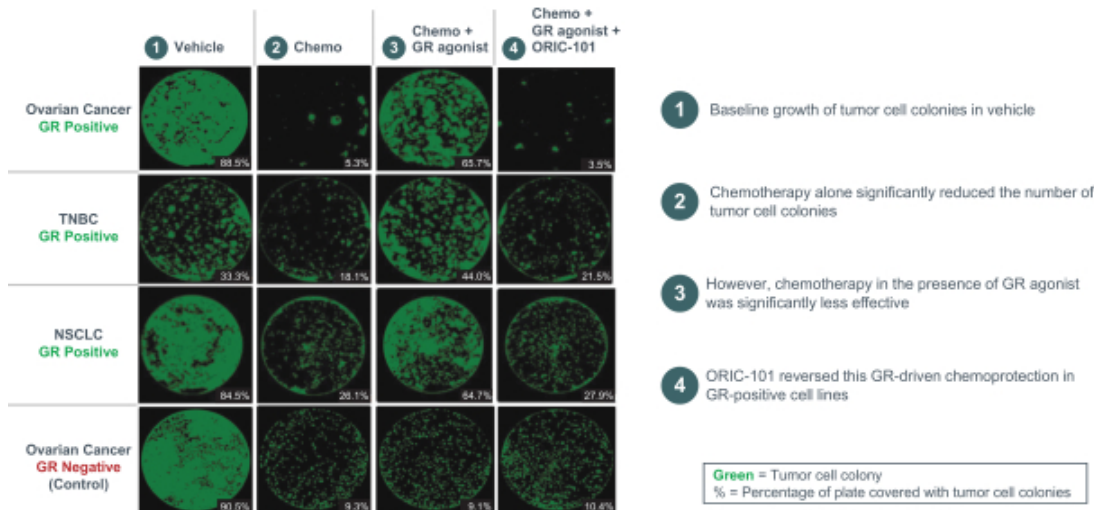 1 Vehicle
2 Chemo
3 Chemo +
GR agonist
4 Chemo +
GR agonist +
ORIC-101
Ovarian Cancer
GR Positive
88.5%
5.3%
65.7%
3.5%
TNBC
GR Positive
33.3%
18.1%
44.0%
21.5%
NSCLC
GR Positive
84.5%
26.1%
64.7%
27.9%
Ovarian Cancer
GR Negative
(Control)
90.5%
9.3%
9.1%
10.4%
1 Baseline growth of tumor cell colonies in vehicle
2 Chemotherapy alone significantly reduced the number of
tumor cell colonies
3 However, chemotherapy in the presence of GR agonist
was significantly less effective
4 ORIC-101 reversed this GR-driven chemoprotection in
GR-positive cell lines
Green = Tumor cell colony
% = Percentage of plate covered with tumor cell colonies